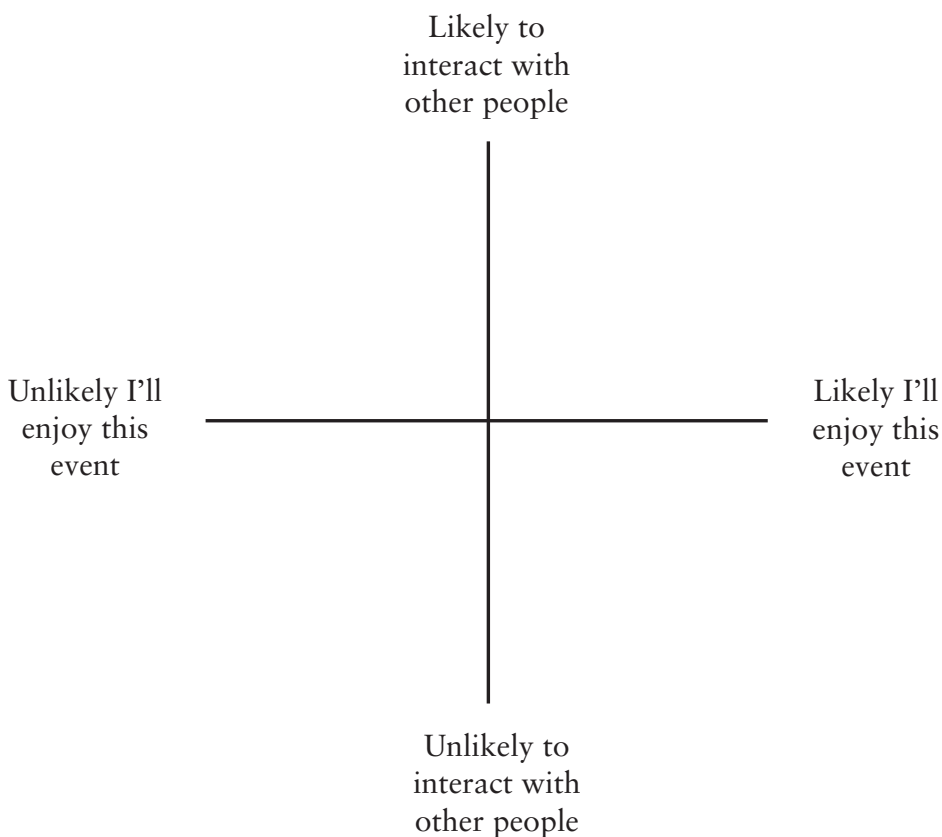 Likely to
interact with
other people
Unlikely I’ll
enjoy this
event
Likely I’ll
enjoy this
event
Unlikely to
interact with
other people